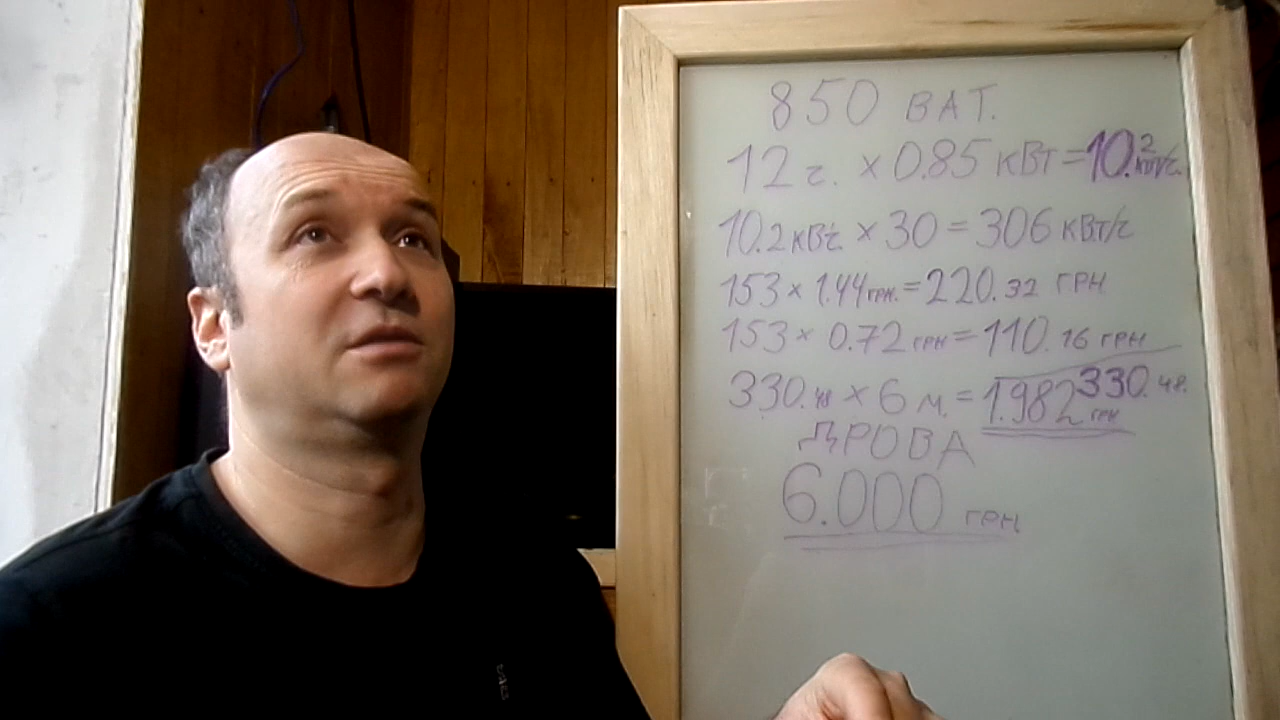 850 ВАТ.
12 г. × 0.85 кВт = 10.2 кВт/г.
10.2 кВт/г. × 30 = 306 кВт/г
153 × 1.44 грн. = 220.32 ГРН
153 × 0.72 грн = 110.16 грн
330.48
330.48 × 6 м. = 1.982 грн
ДРОВА
6.000 грн